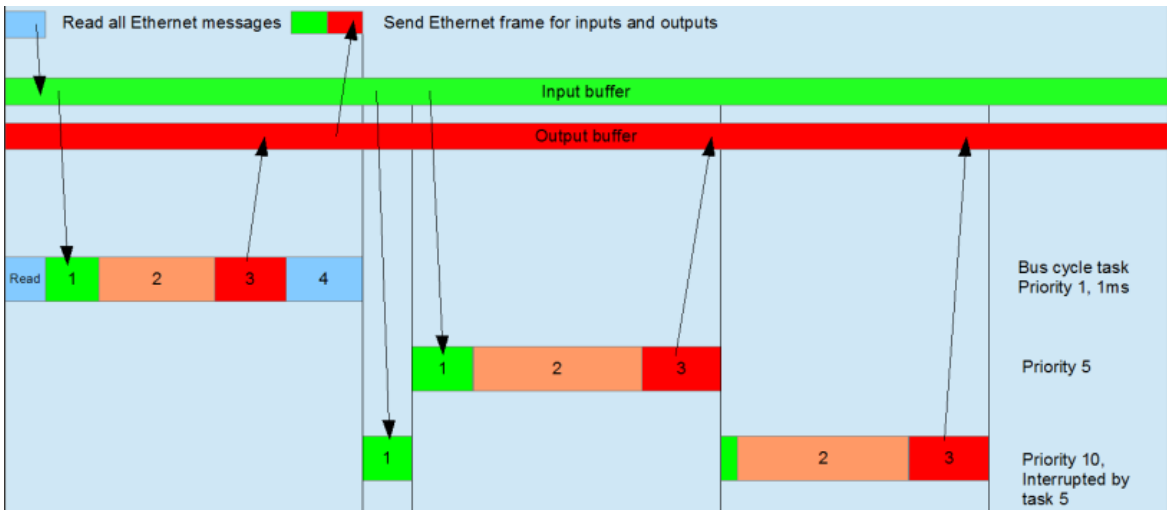 Read all Ethernet messages
Send Ethernet frame for inputs and outputs
Input buffer
Output buffer
Read
1
2
3
4
Bus cycle task
Priority 1, 1ms
1
2
3
Priority 5
1
2
3
Priority 10,
Interrupted by
task 5